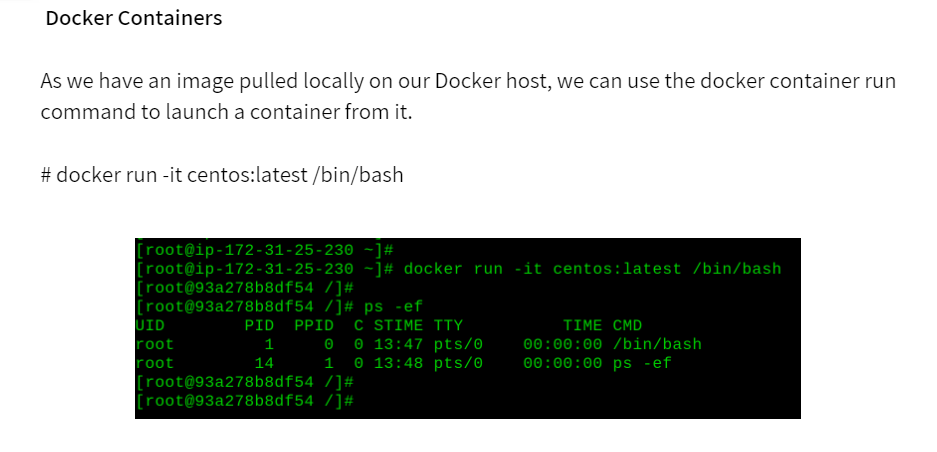 Docker Containers
As we have an image pulled locally on our Docker host, we can use the docker container run
command to launch a container from it.
# docker run -it centos:latest /bin/bash
[root@ip-172-31-25-230 ~]#
[root@ip-172-31-25-230 ~]# docker run -it centos:latest /bin/bash
[root@93a278b8df54 /]#
[root@93a278b8df54 /]# ps -ef
UID        PID  PPID  C STIME TTY          TIME CMD
root         1     0  0 13:47 pts/0    00:00:00 /bin/bash
root        14     1  0 13:48 pts/0    00:00:00 ps -ef
[root@93a278b8df54 /]#
[root@93a278b8df54 /]#